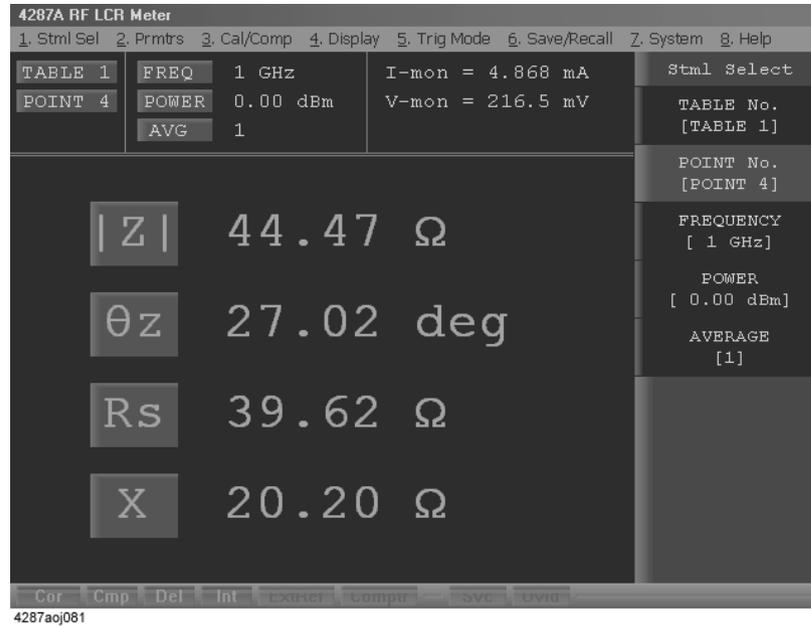 4287A RF LCR Meter
1. Stml Sel 2. Prmtrs 3. Cal/Comp 4. Display 5. Trig Mode 6. Save/Recall 7. System 8. Help
TABLE 1 FREQ 1 GHz I-mon = 4.868 mA
POINT 4 POWER 0.00 dBm V-mon = 216.5 mV
AVG 1
|Z| 44.47 Ω
θz 27.02 deg
Rs 39.62 Ω
X 20.20 Ω
Stml Select
TABLE No.
[TABLE 1]
POINT No.
[POINT 4]
FREQUENCY
[ 1 GHz]
POWER
[ 0.00 dBm]
AVERAGE
[1]
Cor Cmp Del Int ExtRef Comptr Svc Ovld
4287aoj081